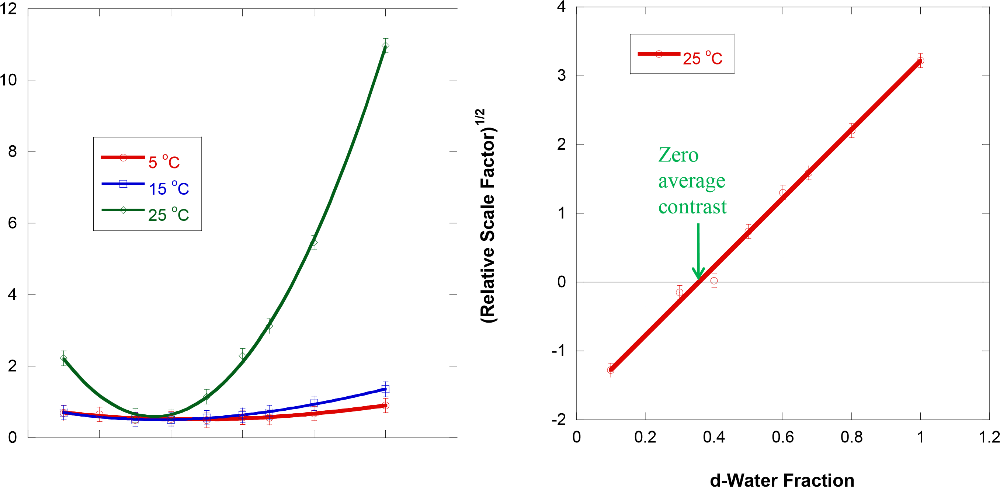 12
10
8
6
4
2
0
5 °C
15 °C
25 °C
(Relative Scale Factor)^1/2
4
3
2
1
0
-1
-2
25 °C
Zero
average
contrast
0 0.2 0.4 0.6 0.8 1 1.2
d-Water Fraction